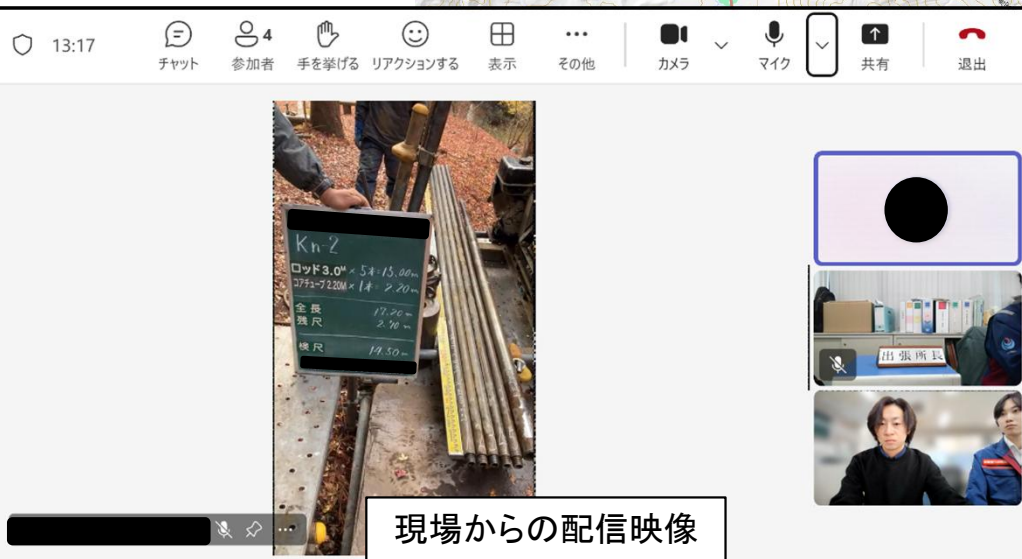 13:17
4
チャット
参加者
手を挙げる
リアクションする
表示
その他
カメラ
マイク
共有
退出
Kn-2
ロッド3.0M × 5本=15.00m
コアチューブ2.20M × 1本= 2.20m
全長 17.20m
残尺 2.70m
検尺 14.50m
出張所長
現場からの配信映像